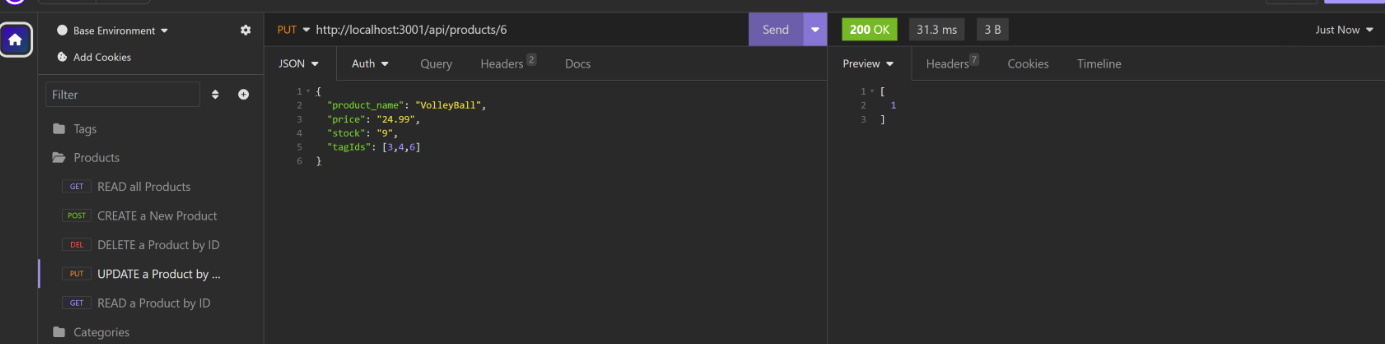 Base Environment
Add Cookies
Filter
Tags
Products
GET READ all Products
POST CREATE a New Product
DEL DELETE a Product by ID
PUT UPDATE a Product by ...
GET READ a Product by ID
Categories
PUT http://localhost:3001/api/products/6 Send
JSON Auth Query Headers 2 Docs
1 {
2 "product_name": "VolleyBall",
3 "price": "24.99",
4 "stock": "9",
5 "tagIds": [3,4,6]
6 }
200 OK 31.3 ms 3 B Just Now
Preview Headers 7 Cookies Timeline
1 [
2 1
3 ]